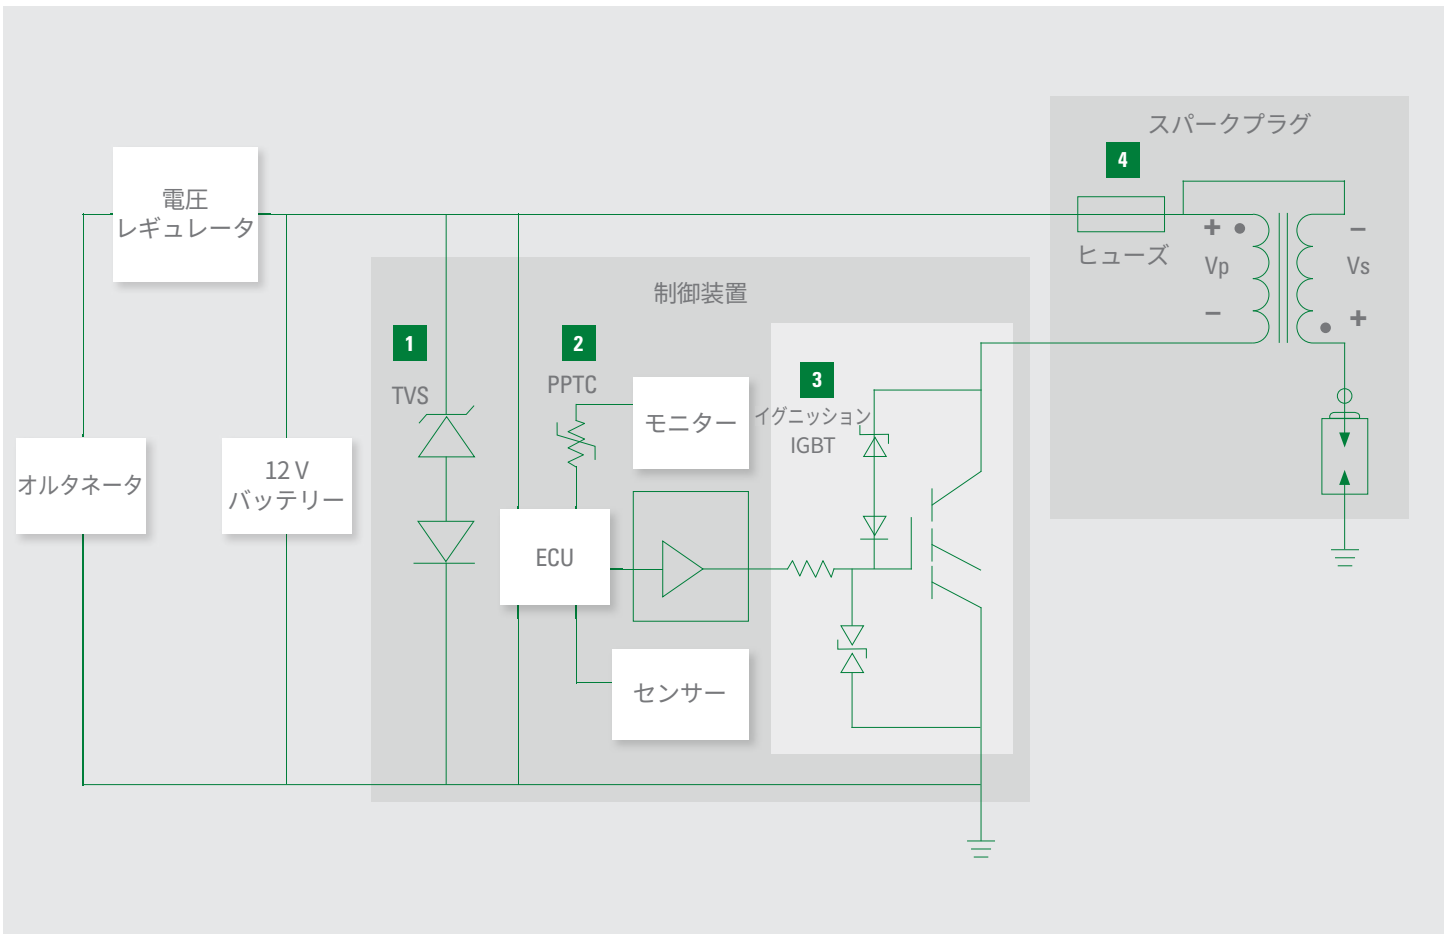 スパークプラグ
4
電圧
レギュレータ
+
−
ヒューズ
Vp
Vs
−
+
制御装置
1
TVS
2
PPTC
モニター
3
イグニッション
IGBT
オルタネータ
12 V
バッテリー
ECU
センサー